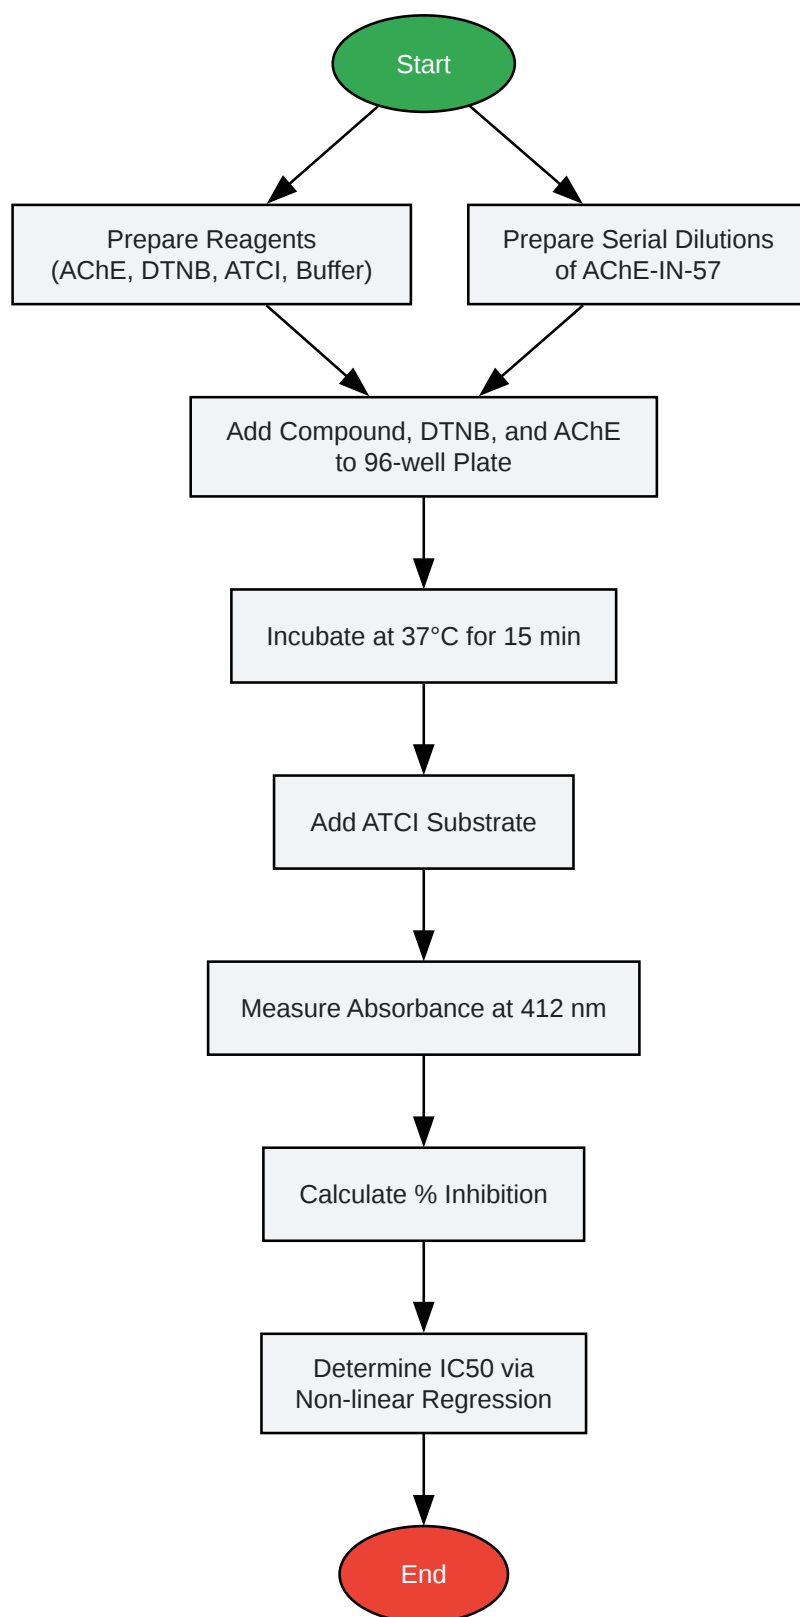 Start
Prepare Reagents
(AChE, DTNB, ATCI, Buffer)
Prepare Serial Dilutions
of AChE-IN-57
Add Compound, DTNB, and AChE
to 96-well Plate
Incubate at 37°C for 15 min
Add ATCI Substrate
Measure Absorbance at 412 nm
Calculate % Inhibition
Determine IC50 via
Non-linear Regression
End